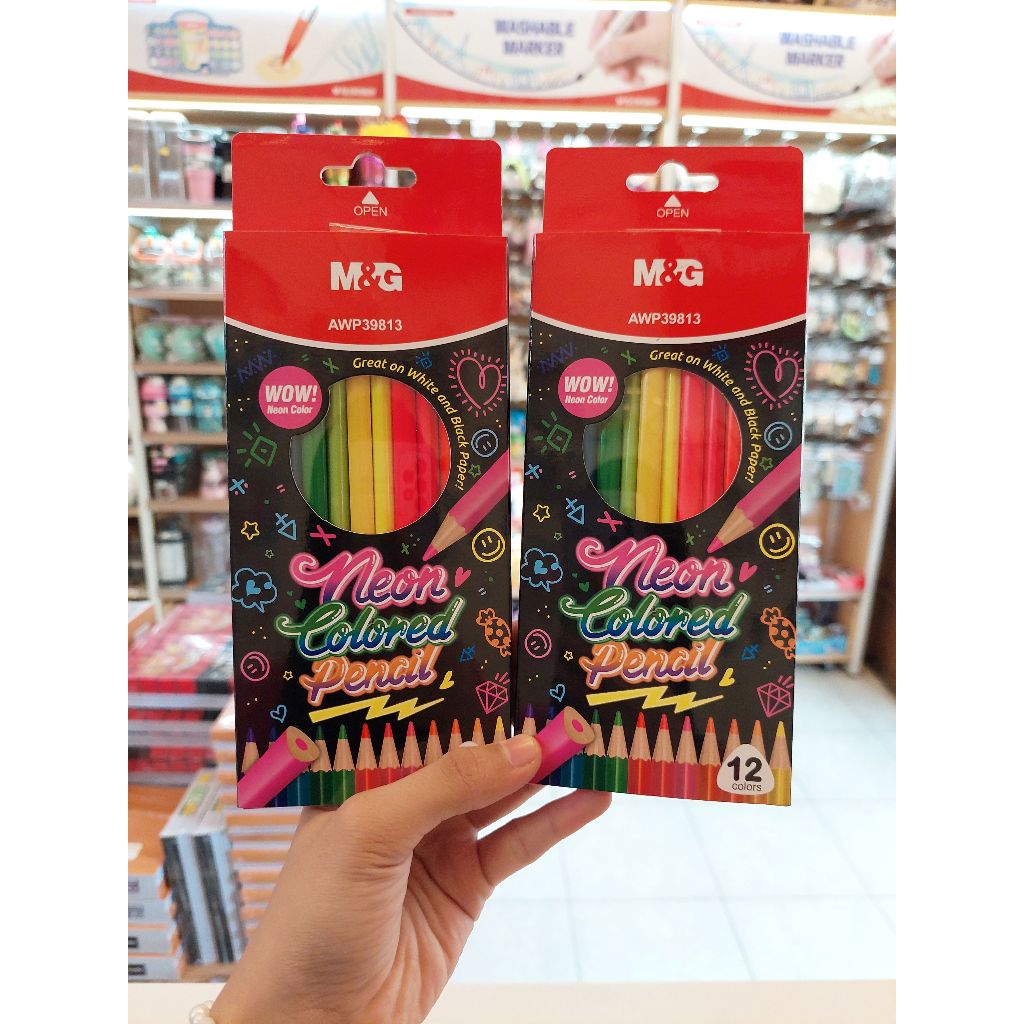 WASHABLE
MARKER
WASHABLE
MARKER
OPEN
M&G
AWP39813
Great on White and Black Paper!
WOW!
Neon Color
Neon
Colored
Pencil
OPEN
M&G
AWP39813
Great on White and Black Paper!
WOW!
Neon Color
Neon
Colored
Pencil
12
colors